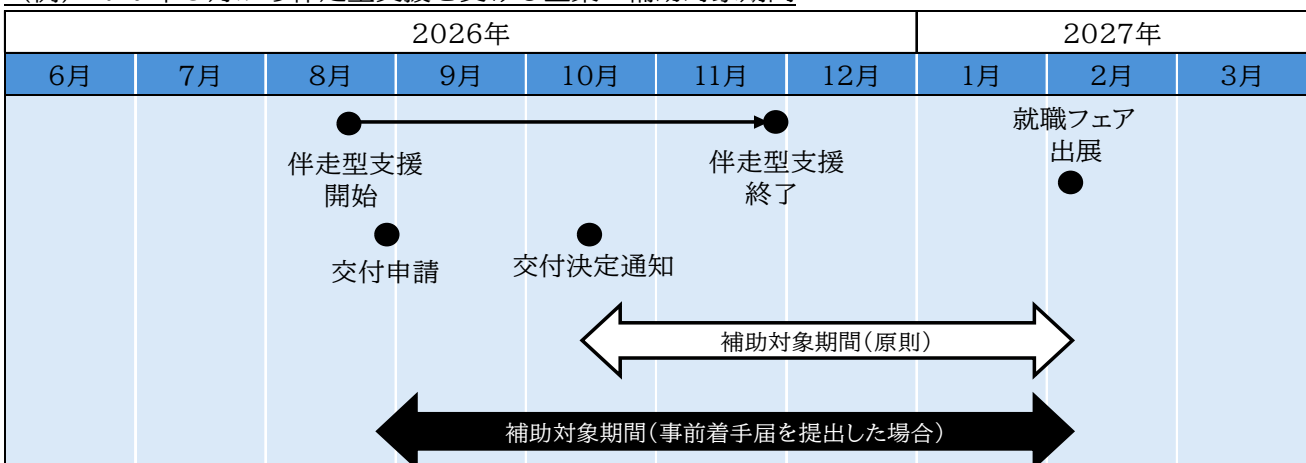 2026年 2027年
6月 7月 8月 9月 10月 11月 12月 1月 2月 3月
就職フェア
出展
伴走型支援
開始
伴走型支援
終了
交付申請
交付決定通知
補助対象期間（原則）
補助対象期間（事前着手届を提出した場合）